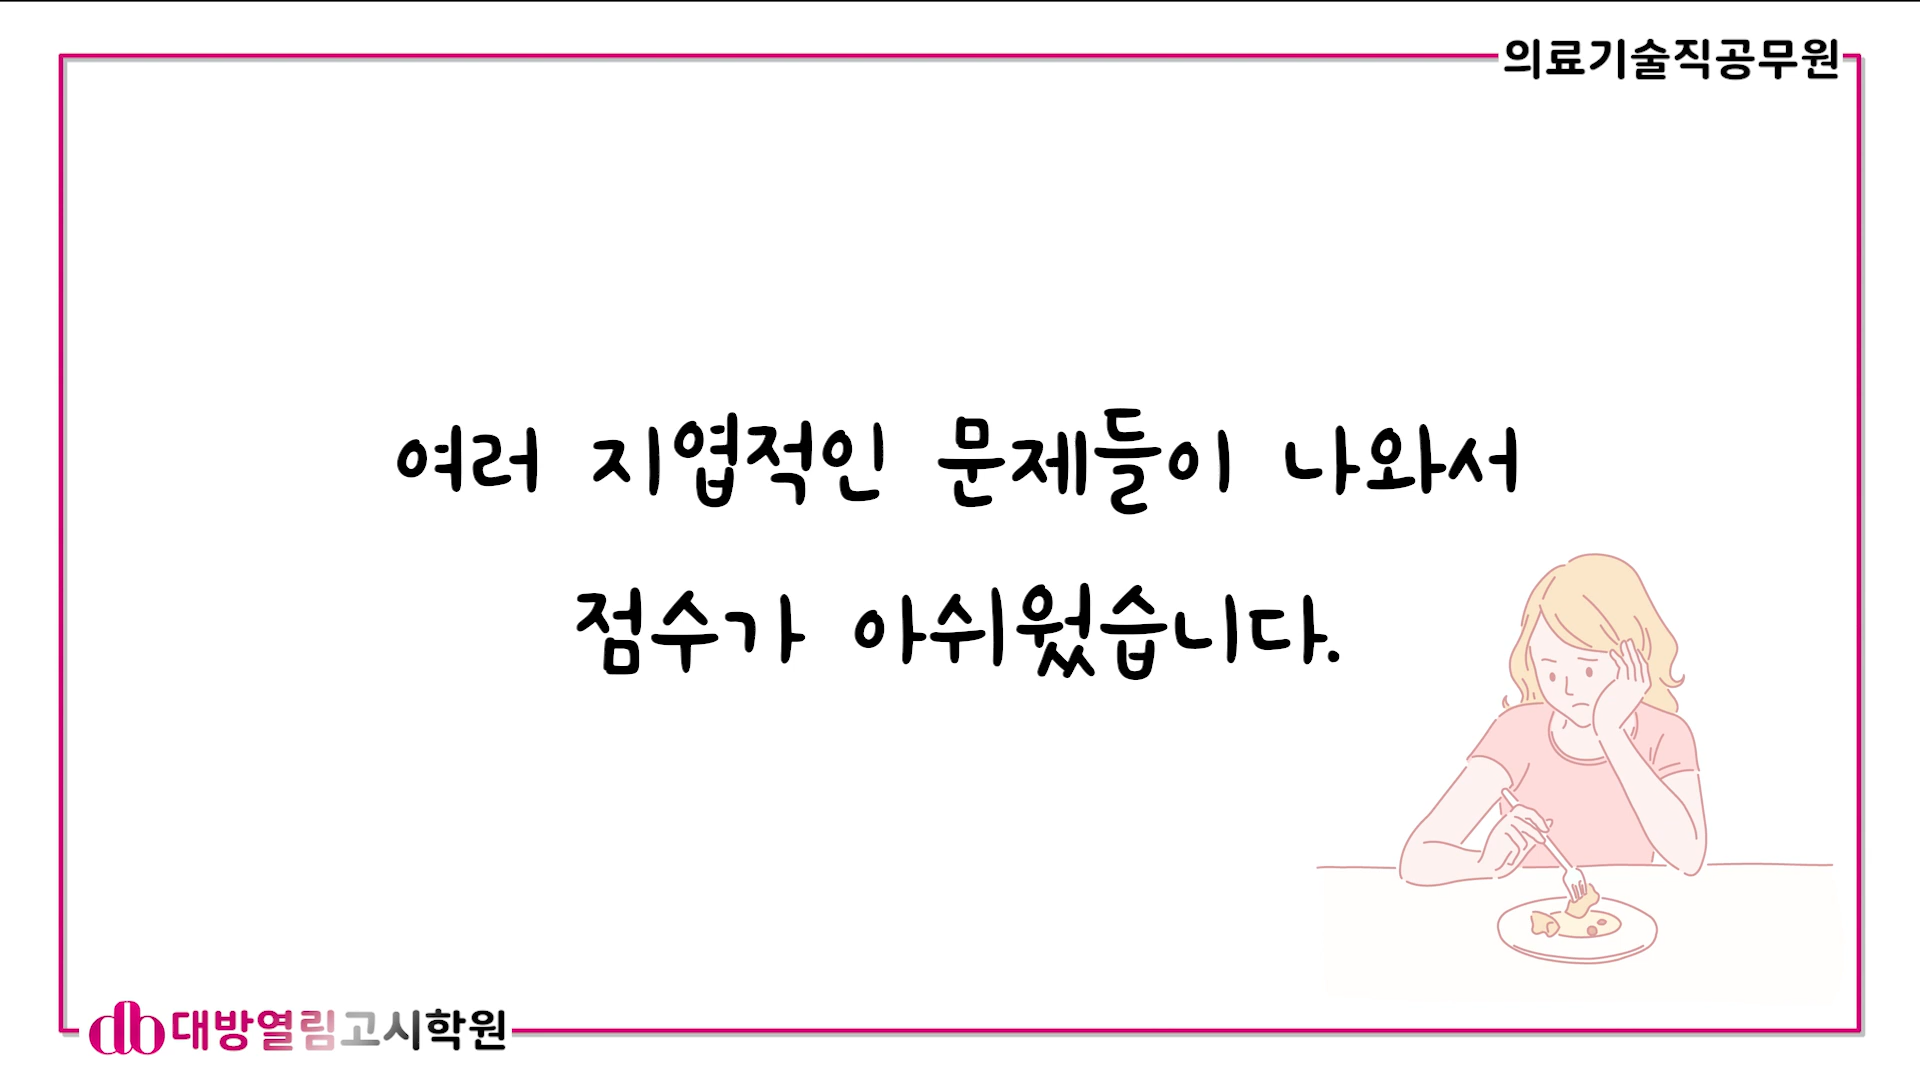 의료기술직공무원
여러 지엽적인 문제들이 나와서
점수가 아쉬웠습니다.
db대방열림고시학원